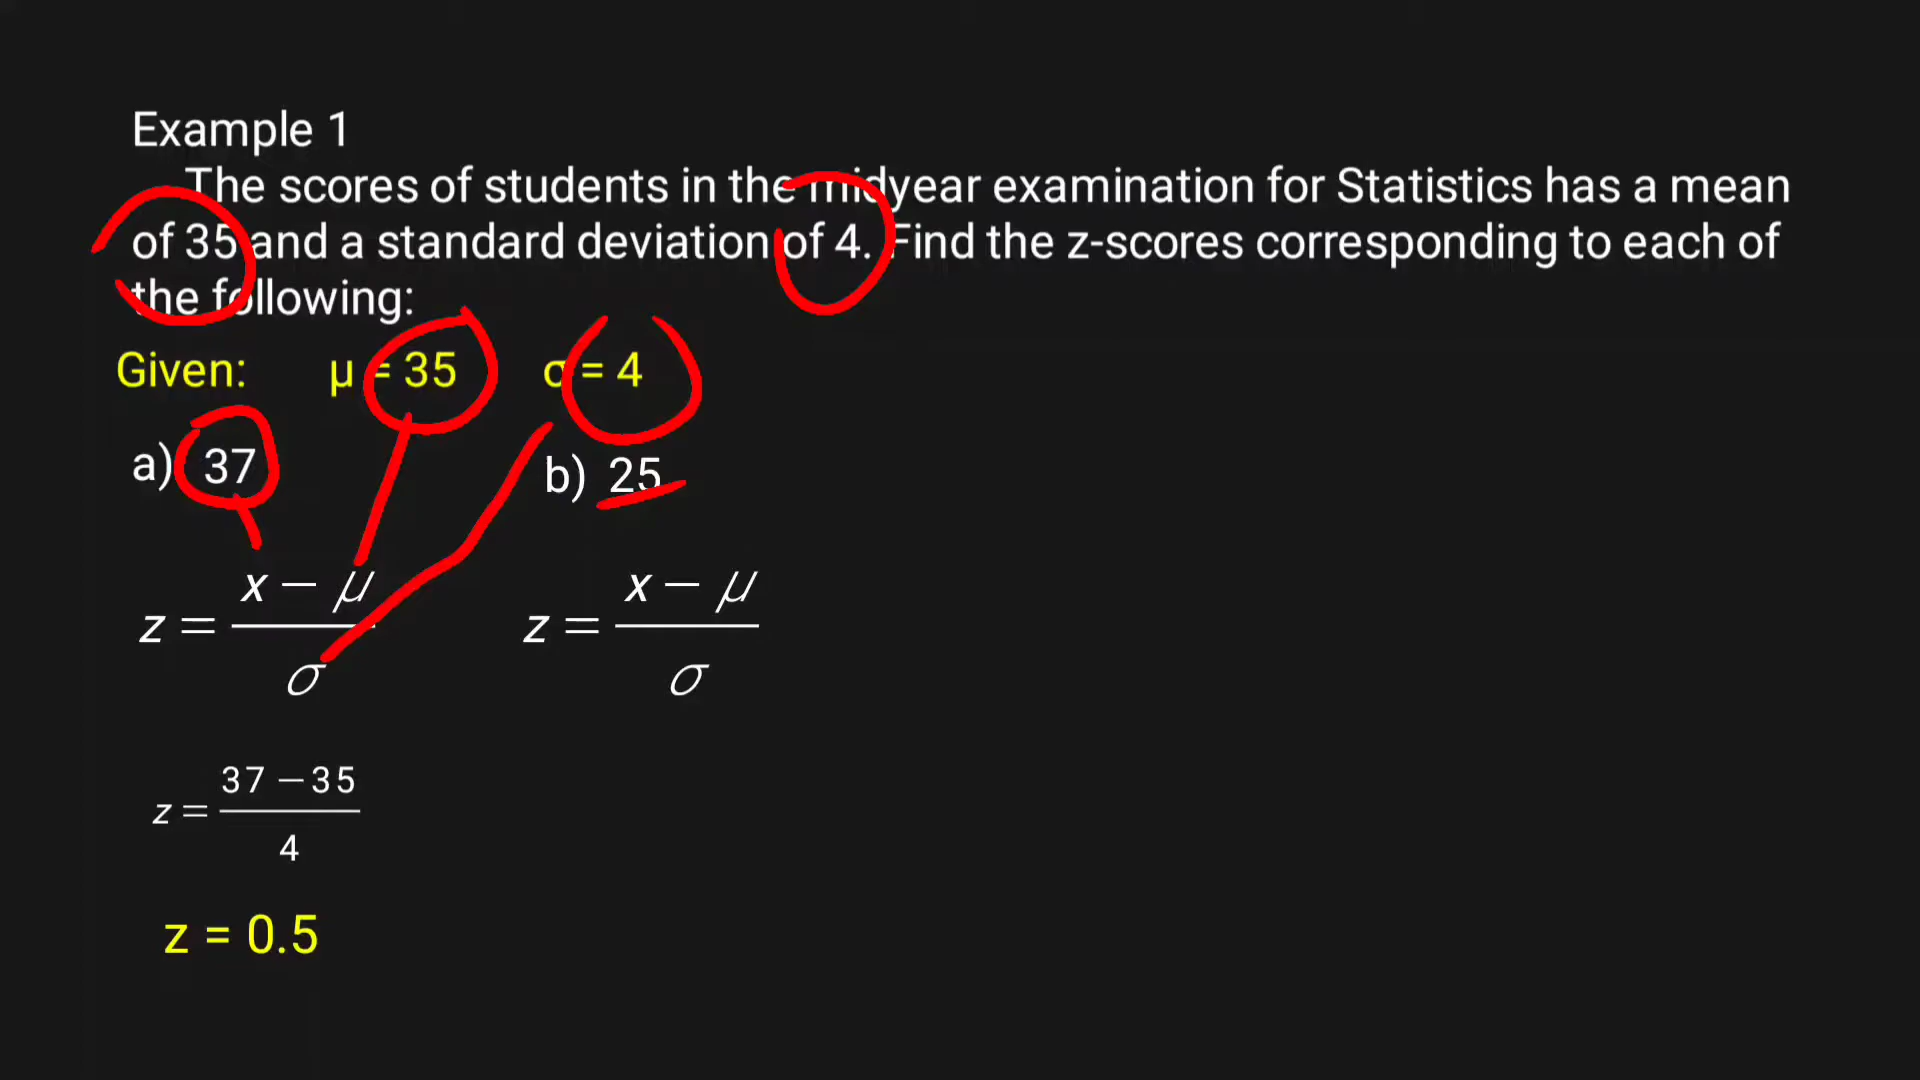 Example 1
The scores of students in the midyear examination for Statistics has a mean
of 35 and a standard deviation of 4. Find the z-scores corresponding to each of
the following:
Given: μ = 35 σ = 4
a) 37 b) 25
z = (x − μ) / σ z = (x − μ) / σ
z = (37 − 35) / 4
z = 0.5